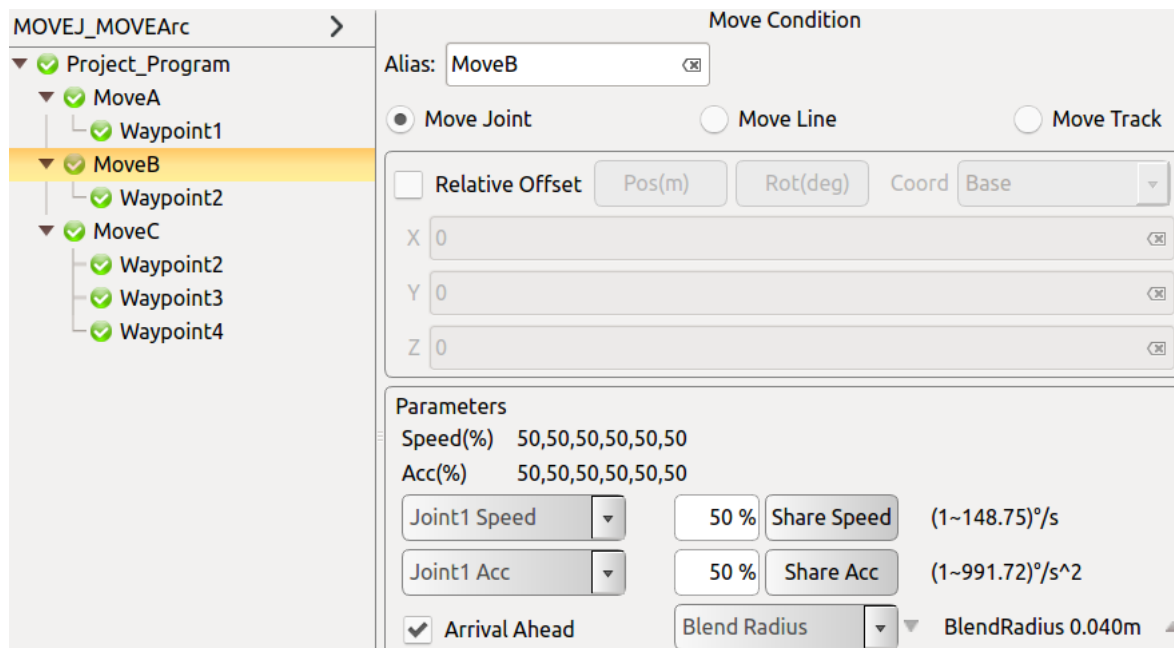 MOVEJ_MOVEArc
Project_Program
MoveA
Waypoint1
MoveB
Waypoint2
MoveC
Waypoint2
Waypoint3
Waypoint4
Move Condition
Alias: MoveB
Move Joint Move Line Move Track
Relative Offset Pos(m) Rot(deg) Coord Base
X 0
Y 0
Z 0
Parameters
Speed(%) 50,50,50,50,50,50
Acc(%) 50,50,50,50,50,50
Joint1 Speed 50 % Share Speed (1~148.75)°/s
Joint1 Acc 50 % Share Acc (1~991.72)°/s^2
Arrival Ahead Blend Radius BlendRadius 0.040m